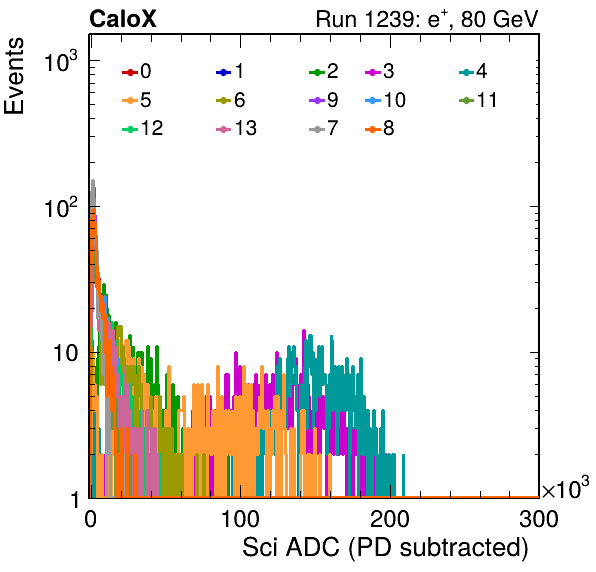 CaloX Run 1239: e⁺, 80 GeV
Events
10³
0 1 2 3 4
5 6 9 10 11
12 13 7 8
10²
10
1
0 100 200 300
×10³
Sci ADC (PD subtracted)